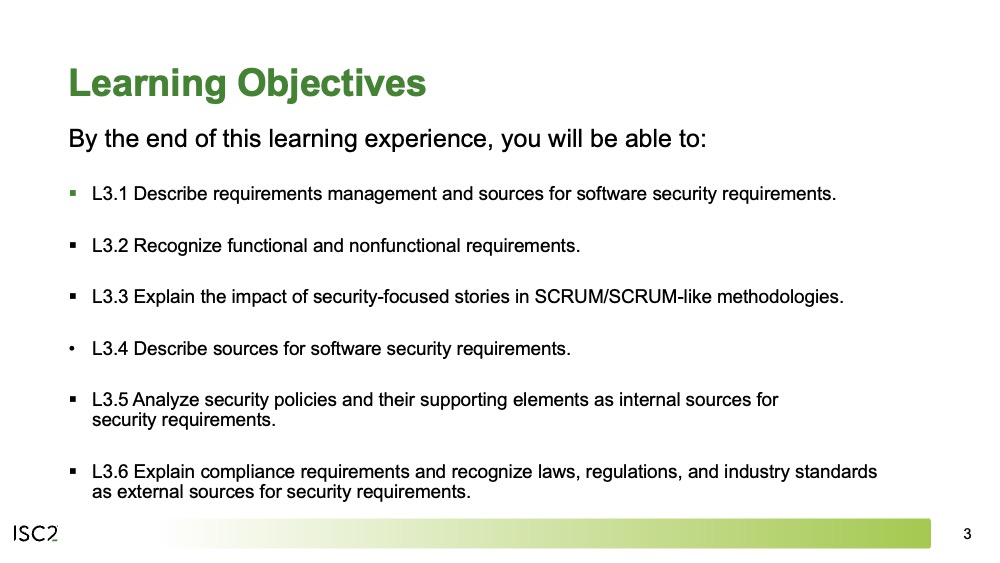 Learning Objectives
By the end of this learning experience, you will be able to:
▪ L3.1 Describe requirements management and sources for software security requirements.
▪ L3.2 Recognize functional and nonfunctional requirements.
▪ L3.3 Explain the impact of security-focused stories in SCRUM/SCRUM-like methodologies.
• L3.4 Describe sources for software security requirements.
▪ L3.5 Analyze security policies and their supporting elements as internal sources for
security requirements.
▪ L3.6 Explain compliance requirements and recognize laws, regulations, and industry standards
as external sources for security requirements.
ISC2
3